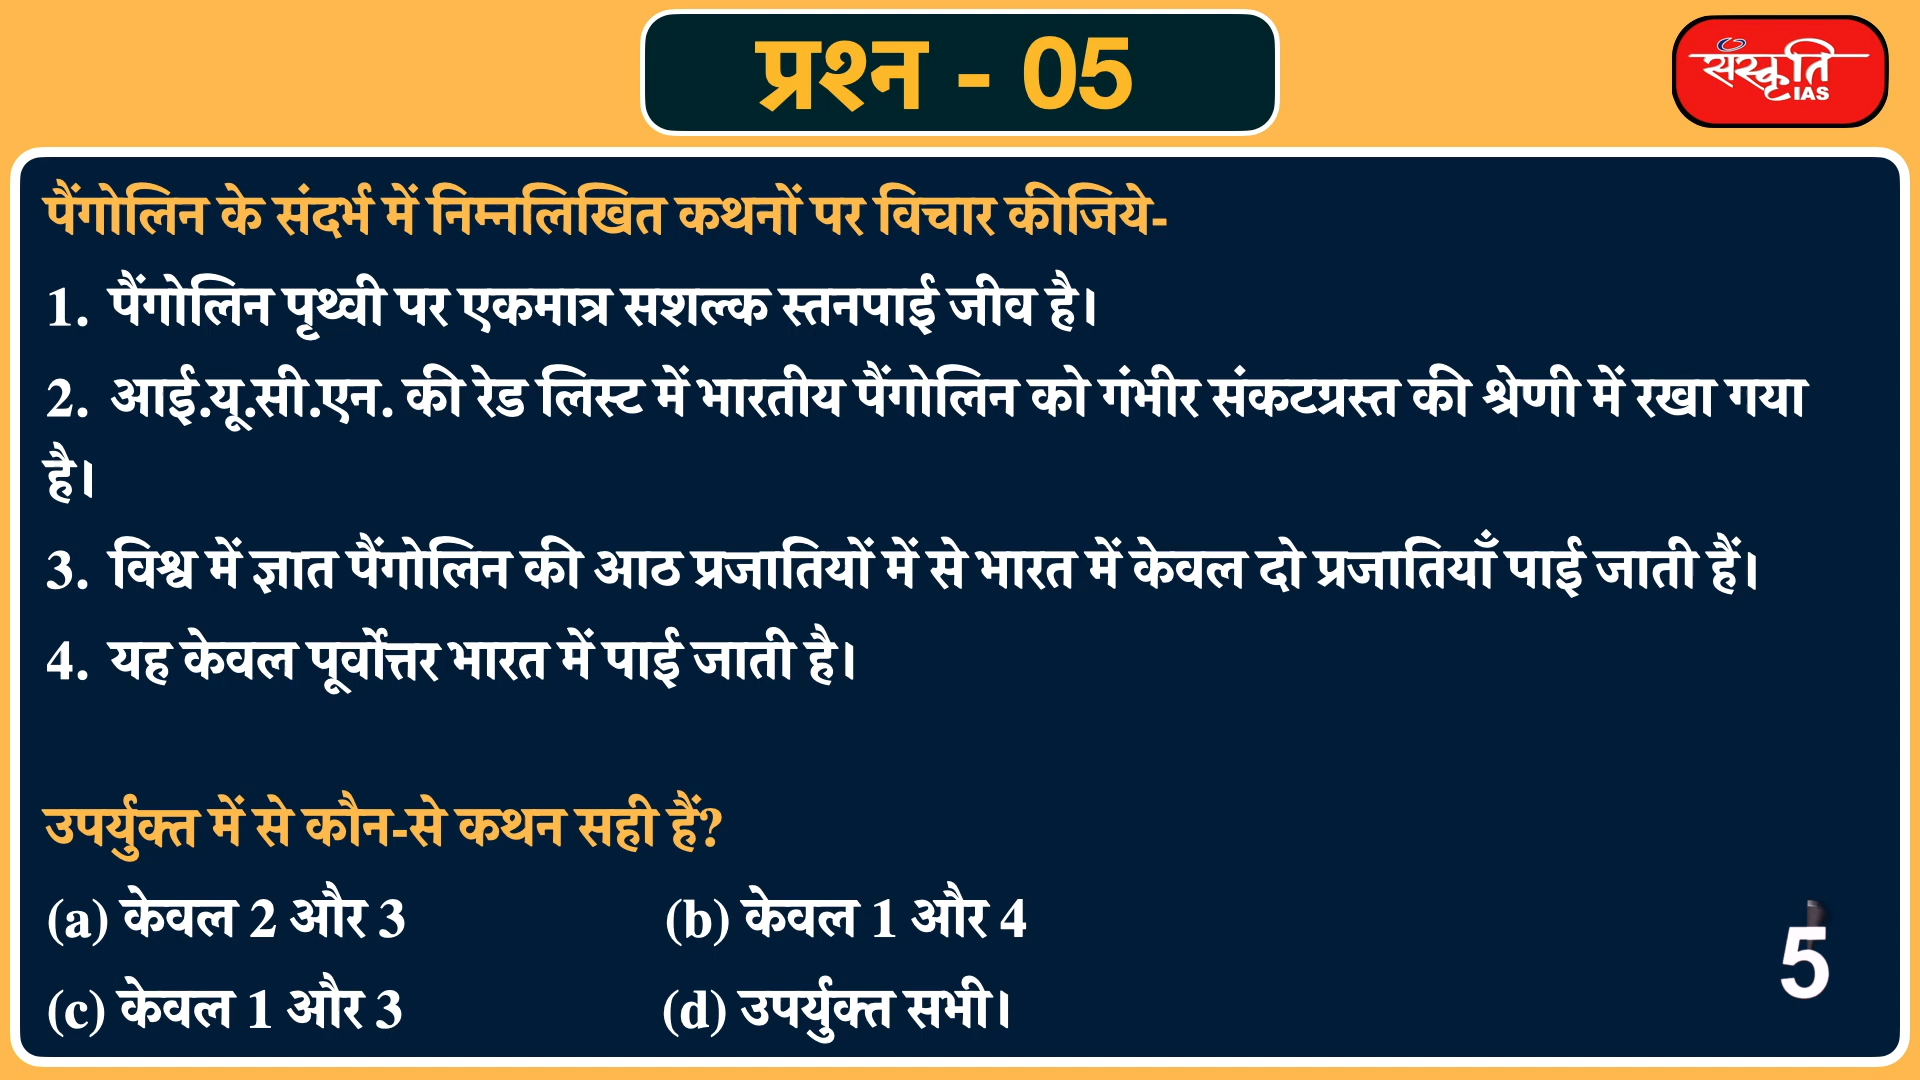 प्रश्न - 05
संस्कृति
IAS
पैंगोलिन के संदर्भ में निम्नलिखित कथनों पर विचार कीजिये-
1. पैंगोलिन पृथ्वी पर एकमात्र सशल्क स्तनपाई जीव है।
2. आई.यू.सी.एन. की रेड लिस्ट में भारतीय पैंगोलिन को गंभीर संकटग्रस्त की श्रेणी में रखा गया
है।
3. विश्व में ज्ञात पैंगोलिन की आठ प्रजातियों में से भारत में केवल दो प्रजातियाँ पाई जाती हैं।
4. यह केवल पूर्वोत्तर भारत में पाई जाती है।
उपर्युक्त में से कौन-से कथन सही हैं?
(a) केवल 2 और 3 (b) केवल 1 और 4
(c) केवल 1 और 3 (d) उपर्युक्त सभी।
5